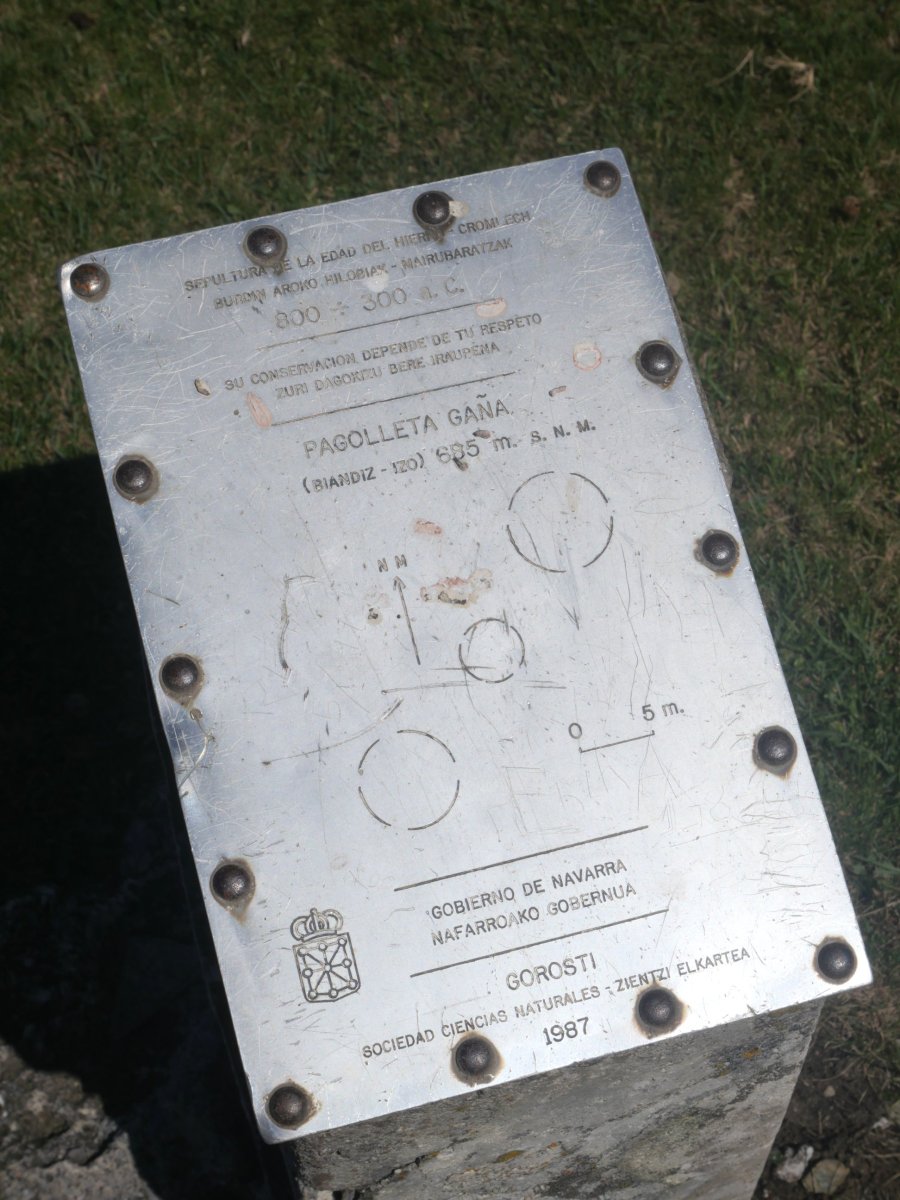 SEPULTURA DE LA EDAD DEL HIERRO - CROMLECH
BURDIN AROKO HILOBIAK - MAIRUBARATZAK
800 ÷ 300 a. C.
SU CONSERVACION DEPENDE DE TU RESPETO
ZURI DAGOKIZU BERE IRAUPENA
PAGOLLETA GAÑA
(BIANDIZ - IZO) 685 m. S. N. M.
N M
0 5 m.
GOBIERNO DE NAVARRA
NAFARROAKO GOBERNUA
GOROSTI
SOCIEDAD CIENCIAS NATURALES - ZIENTZI ELKARTEA
1987